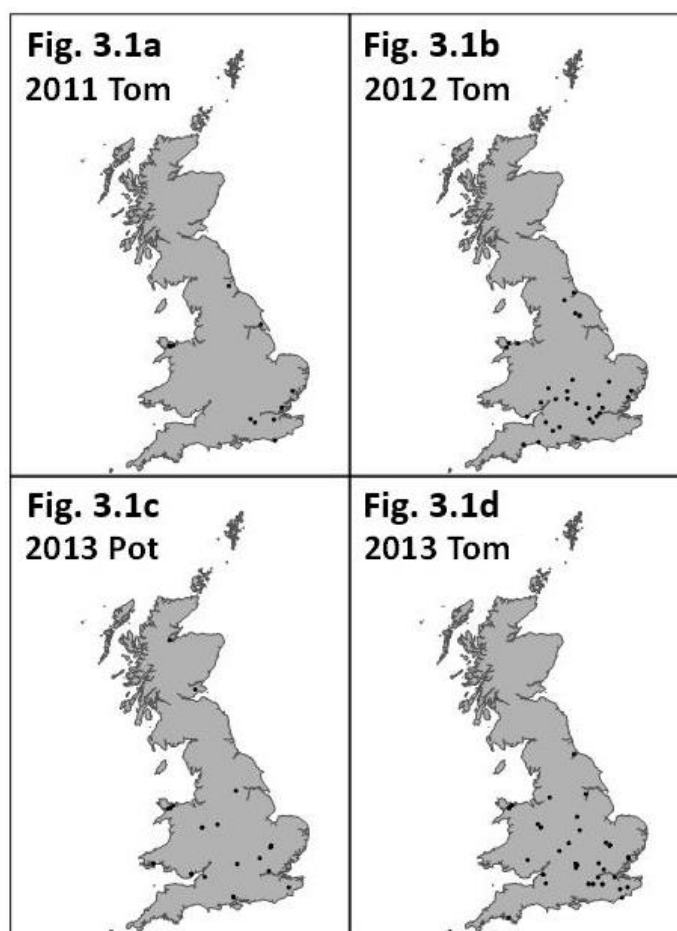 Fig. 3.1a
2011 Tom
Fig. 3.1b
2012 Tom
Fig. 3.1c
2013 Pot
Fig. 3.1d
2013 Tom